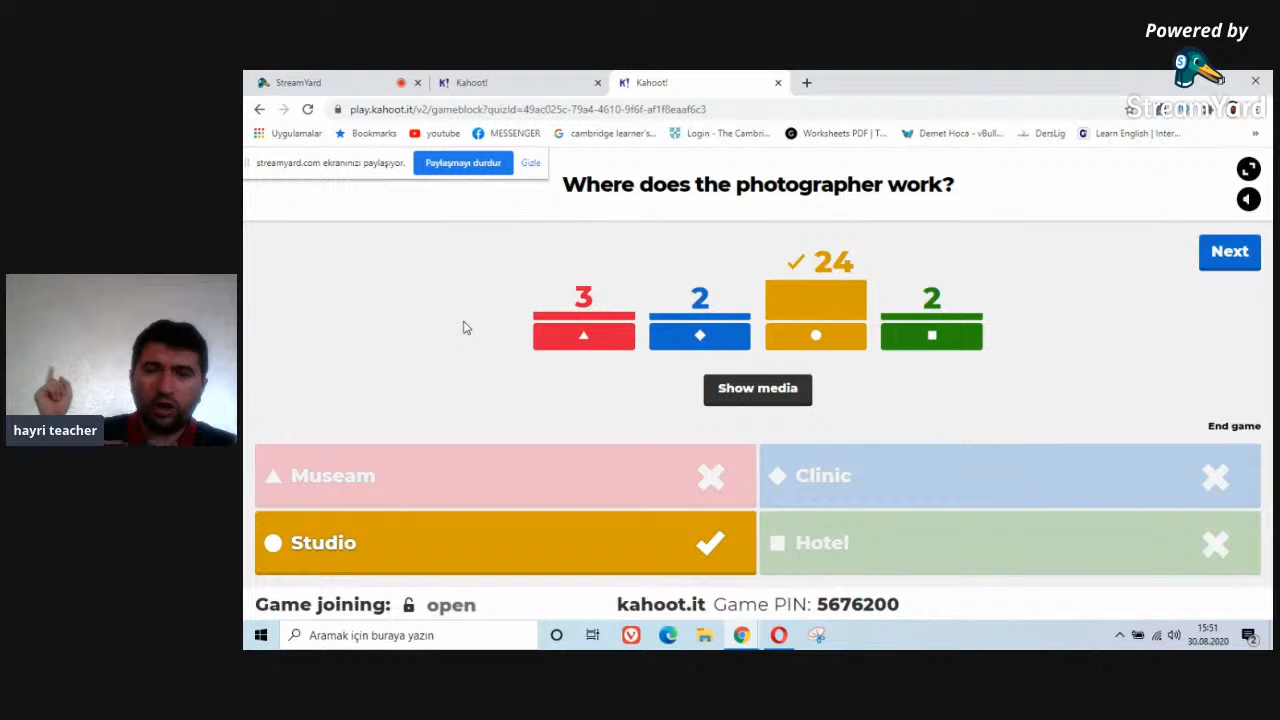 Powered by
StreamYard
StreamYard
Kahoot!
Kahoot!
play.kahoot.it/v2/gameblock?quizId=49ac025c-79a4-4610-9f6f-af1f8eaaf6c3
Uygulamalar
Bookmarks
youtube
MESSENGER
cambridge learner's...
Login - The Cambri...
Worksheets PDF | T...
Demet Hoca - vBull...
DersLig
Learn English | Inter...
streamyard.com ekranınızı paylaşıyor.
Paylaşmayı durdur
Gizle
Where does the photographer work?
Next
3
2
24
2
Show media
End game
Museam
Clinic
Studio
Hotel
hayri teacher
Game joining: open
kahoot.it Game PIN: 5676200
Aramak için buraya yazın
15:51
30.08.2020
2